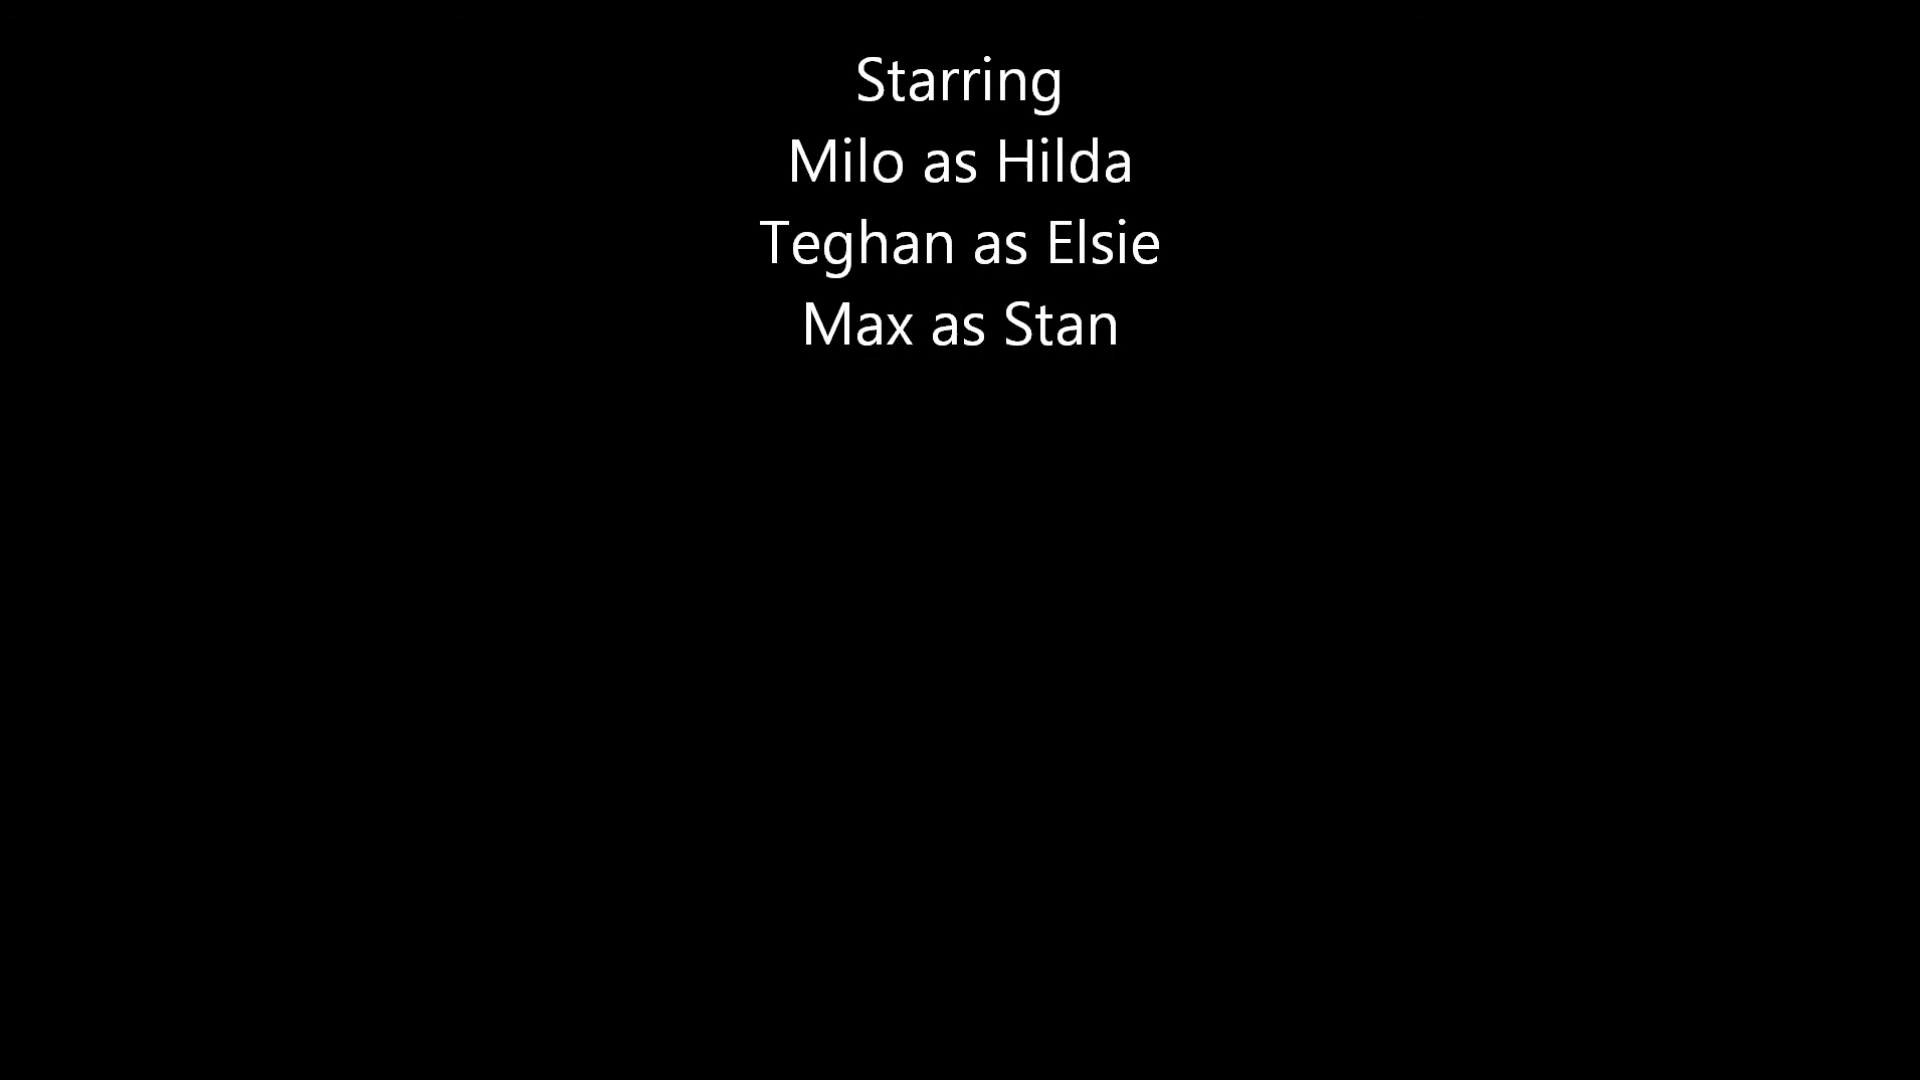 Starring
Milo as Hilda
Teghan as Elsie
Max as Stan